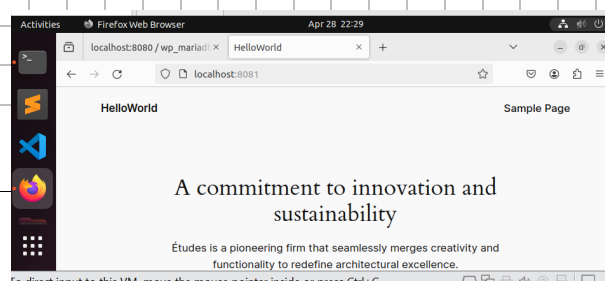 Activities Firefox Web Browser Apr 28 22:29
localhost:8080 / wp_mariadb × HelloWorld × +
localhost:8081
HelloWorld Sample Page
A commitment to innovation and
sustainability
Études is a pioneering firm that seamlessly merges creativity and
functionality to redefine architectural excellence.
To direct input to this VM, move the mouse pointer inside or press Ctrl+G.